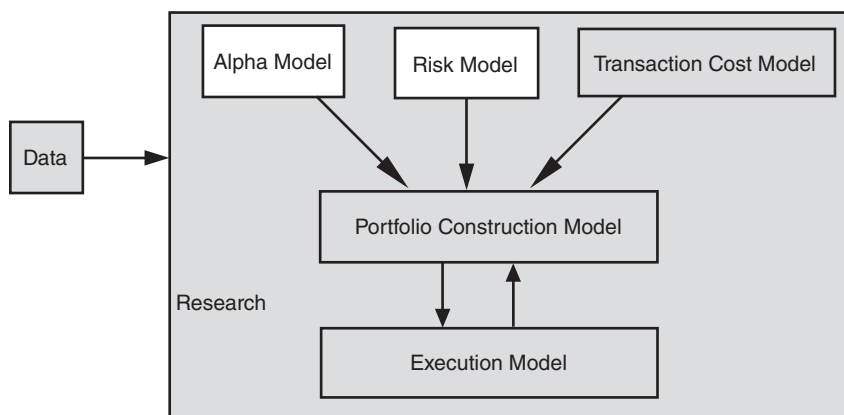 Alpha Model
Risk Model
Transaction Cost Model
Data
Portfolio Construction Model
Research
Execution Model